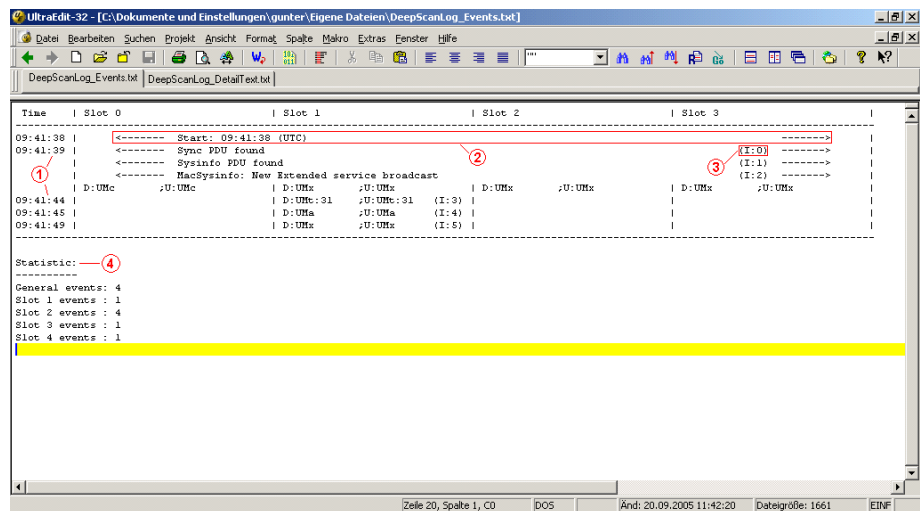 UltraEdit-32 - [C:\Dokumente und Einstellungen\gunter\Eigene Dateien\DeepScanLog_Events.txt]
Datei Bearbeiten Suchen Projekt Ansicht Format Spalte Makro Extras Fenster Hilfe
DeepScanLog_Events.txt DeepScanLog_DetailText.txt
Time | Slot 0 | Slot 1 | Slot 2 | Slot 3 |
09:41:38 | <------- Start: 09:41:38 (UTC) -------> |
09:41:39 | <------- Sync PDU found (I:0) -------> |
2
3
| <------- Sysinfo PDU found (I:1) -------> |
1
| <------- MacSysinfo: New Extended service broadcast (I:2) -------> |
| D:UMc ;U:UMc | D:UMx ;U:UMx | D:UMx ;U:UMx | D:UMx ;U:UMx |
09:41:44 | | D:UMt:31 ;U:UMt:31 (I:3) | | |
09:41:45 | | D:UMa ;U:UMa (I:4) | | |
09:41:49 | | D:UMx ;U:UMx (I:5) | | |
Statistic: 4
----------
General events: 4
Slot 1 events : 1
Slot 2 events : 4
Slot 3 events : 1
Slot 4 events : 1
Zeile 20, Spalte 1, C0 DOS Änd: 20.09.2005 11:42:20 Dateigröße: 1661 EINF